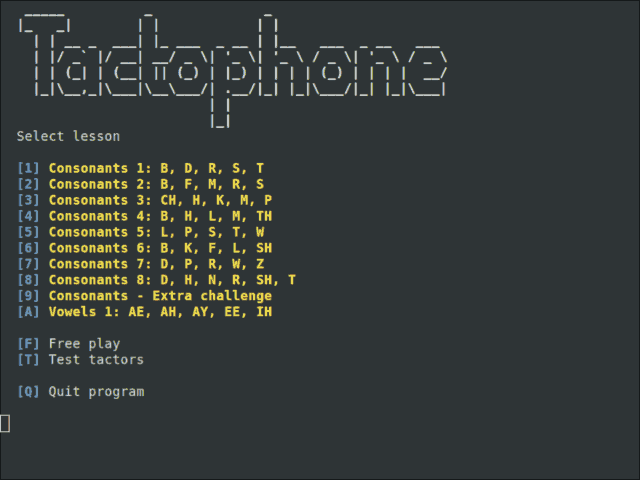 Tactophone
Select lesson
[1] Consonants 1: B, D, R, S, T
[2] Consonants 2: B, F, M, R, S
[3] Consonants 3: CH, H, K, M, P
[4] Consonants 4: B, H, L, M, TH
[5] Consonants 5: L, P, S, T, W
[6] Consonants 6: B, K, F, L, SH
[7] Consonants 7: D, P, R, W, Z
[8] Consonants 8: D, H, N, R, SH, T
[9] Consonants - Extra challenge
[A] Vowels 1: AE, AH, AY, EE, IH
[F] Free play
[T] Test tactors
[Q] Quit program